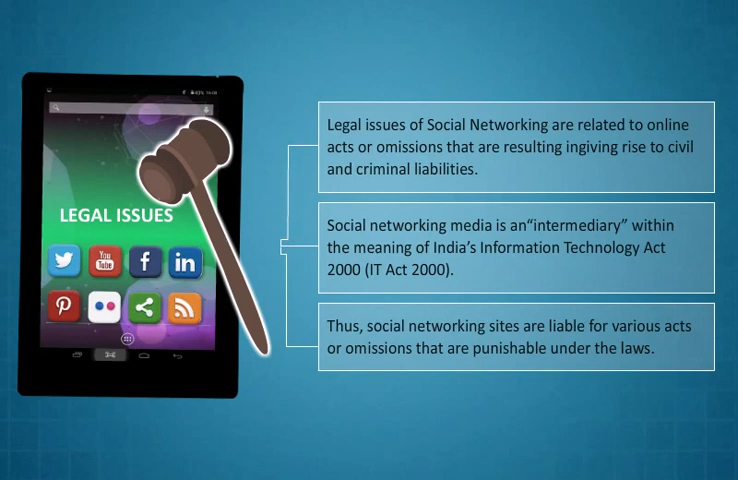 LEGAL ISSUES
You
Tube
f
in
Legal issues of Social Networking are related to online
acts or omissions that are resulting ingiving rise to civil
and criminal liabilities.
Social networking media is an“intermediary” within
the meaning of India’s Information Technology Act
2000 (IT Act 2000).
Thus, social networking sites are liable for various acts
or omissions that are punishable under the laws.